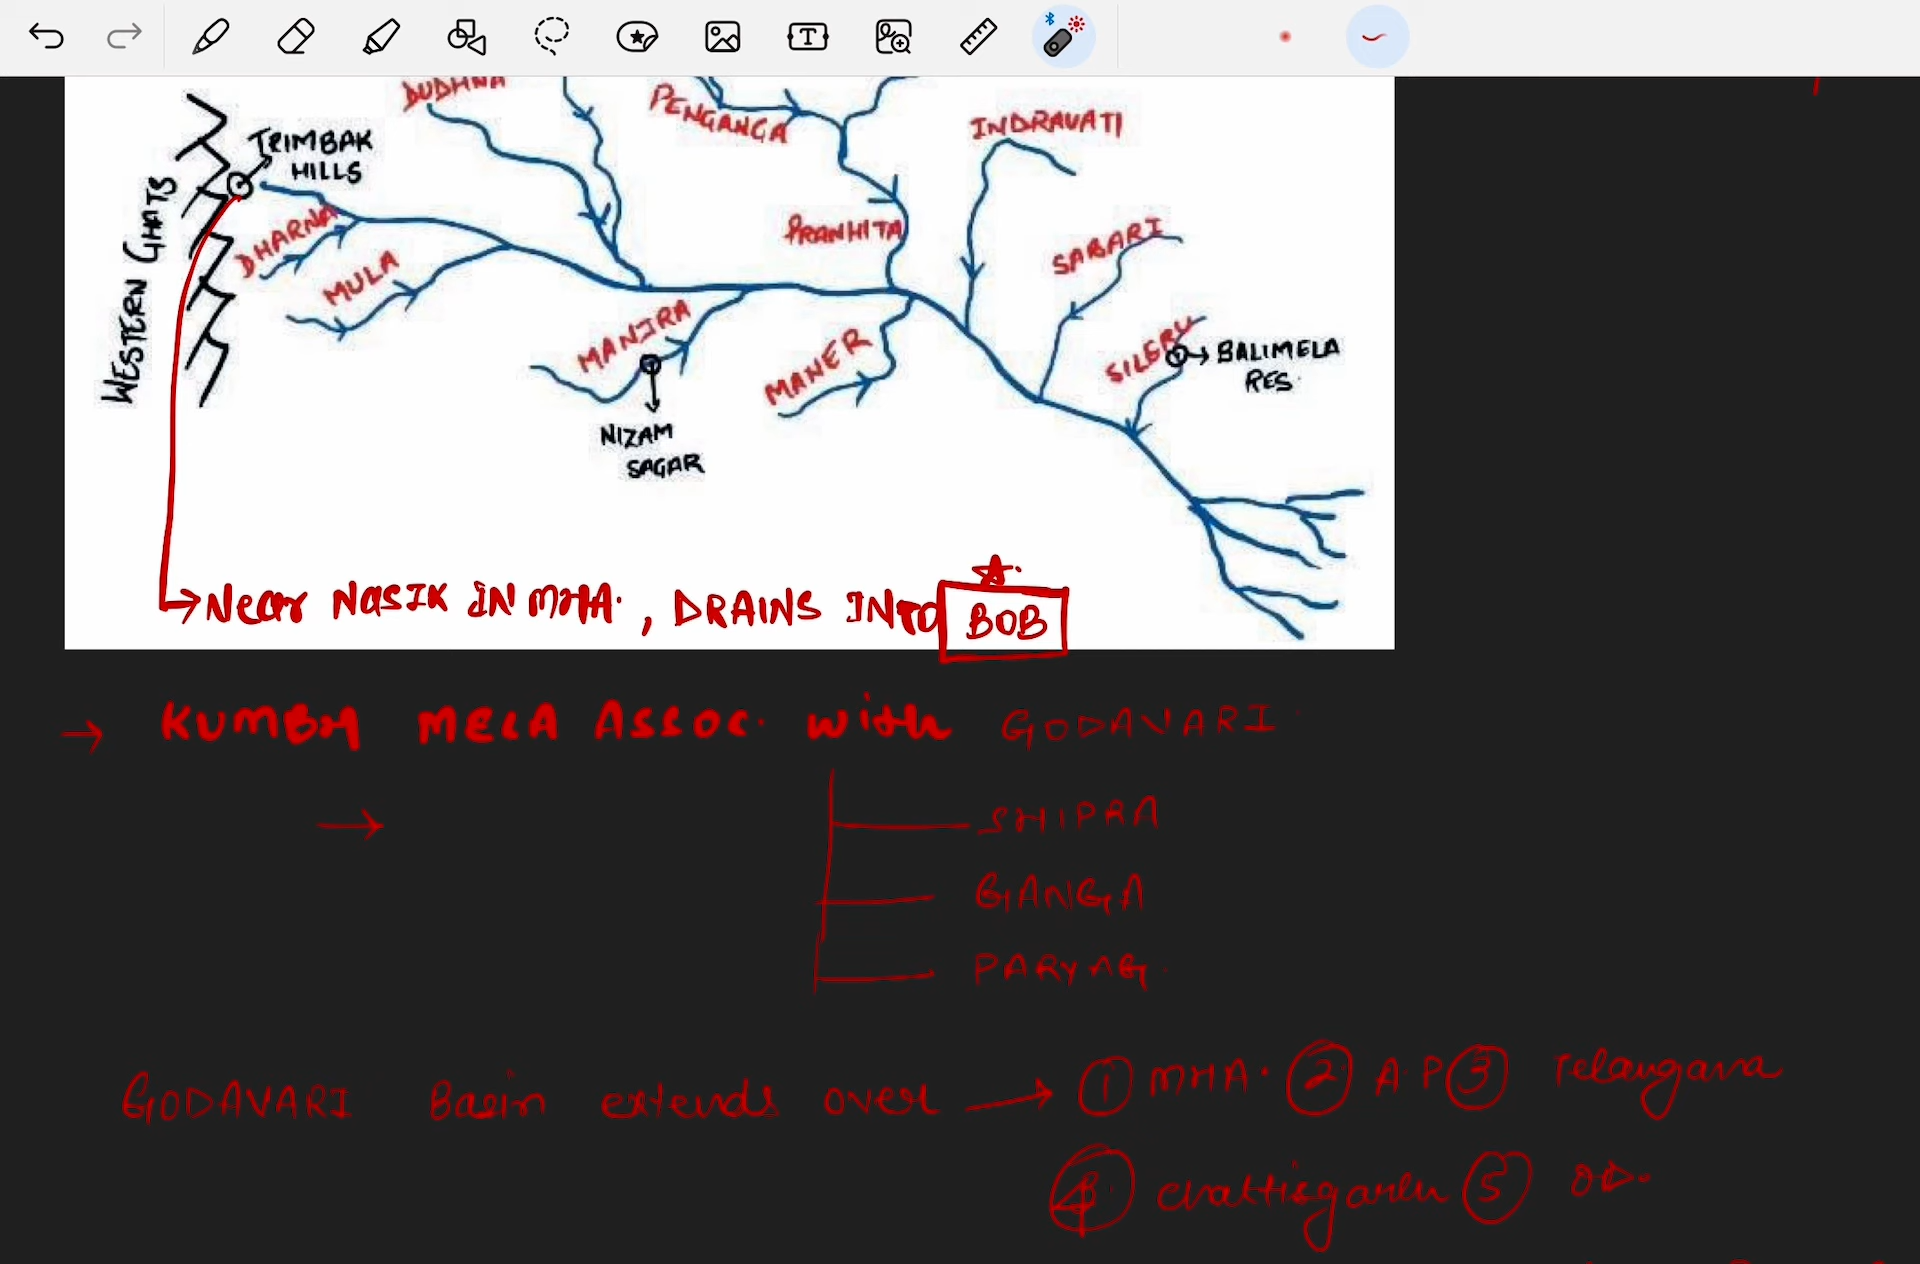 DUDHNA
PENGANGA
INDRAVATI
TRIMBAK
HILLS
WESTERN GHATS
DHARNA
MULA
PRANHITA
SABARI
MANJRA
MANER
SILERU
BALIMELA
RES.
NIZAM
SAGAR
→ Near NASIK IN MHA., DRAINS INTO BOB
→ KUMBH MELA ASSOC. with GODAVARI
→ SHIPRA
GANGA
PARYAG.
GODAVARI Basin extends over → ① MHA. ② A.P ③ Telangana
④ chattisgarh ⑤ OD.